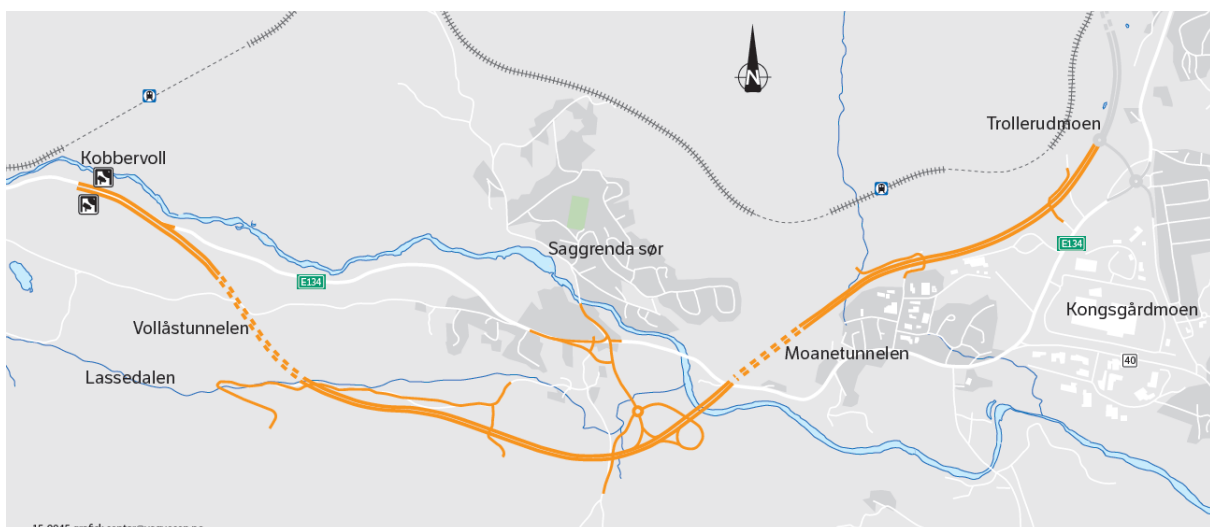 N
Trollerudmoen
Kobbervoll
Saggrenda sør
E134
E134
Kongsgårdmoen
Vollåstunnelen
Moanetunnelen
40
Lassedalen